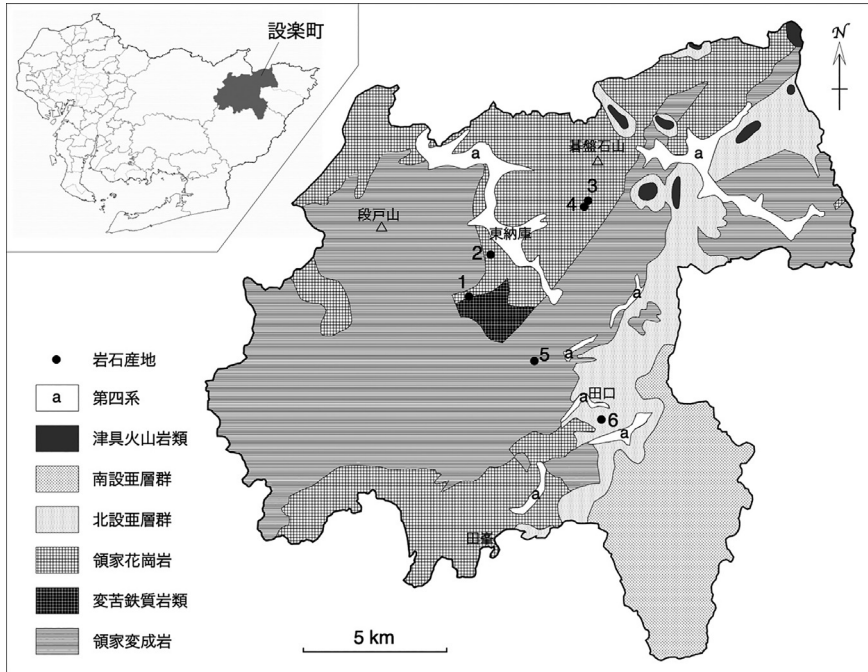 設楽町
N
碁盤石山
a
a
3
4
段戸山
東納庫
2
1
a
a
5
田口
a
6
a
a
田峯
岩石産地
a 第四系
津具火山岩類
南設亜層群
北設亜層群
領家花崗岩
変苦鉄質岩類
領家変成岩
5 km